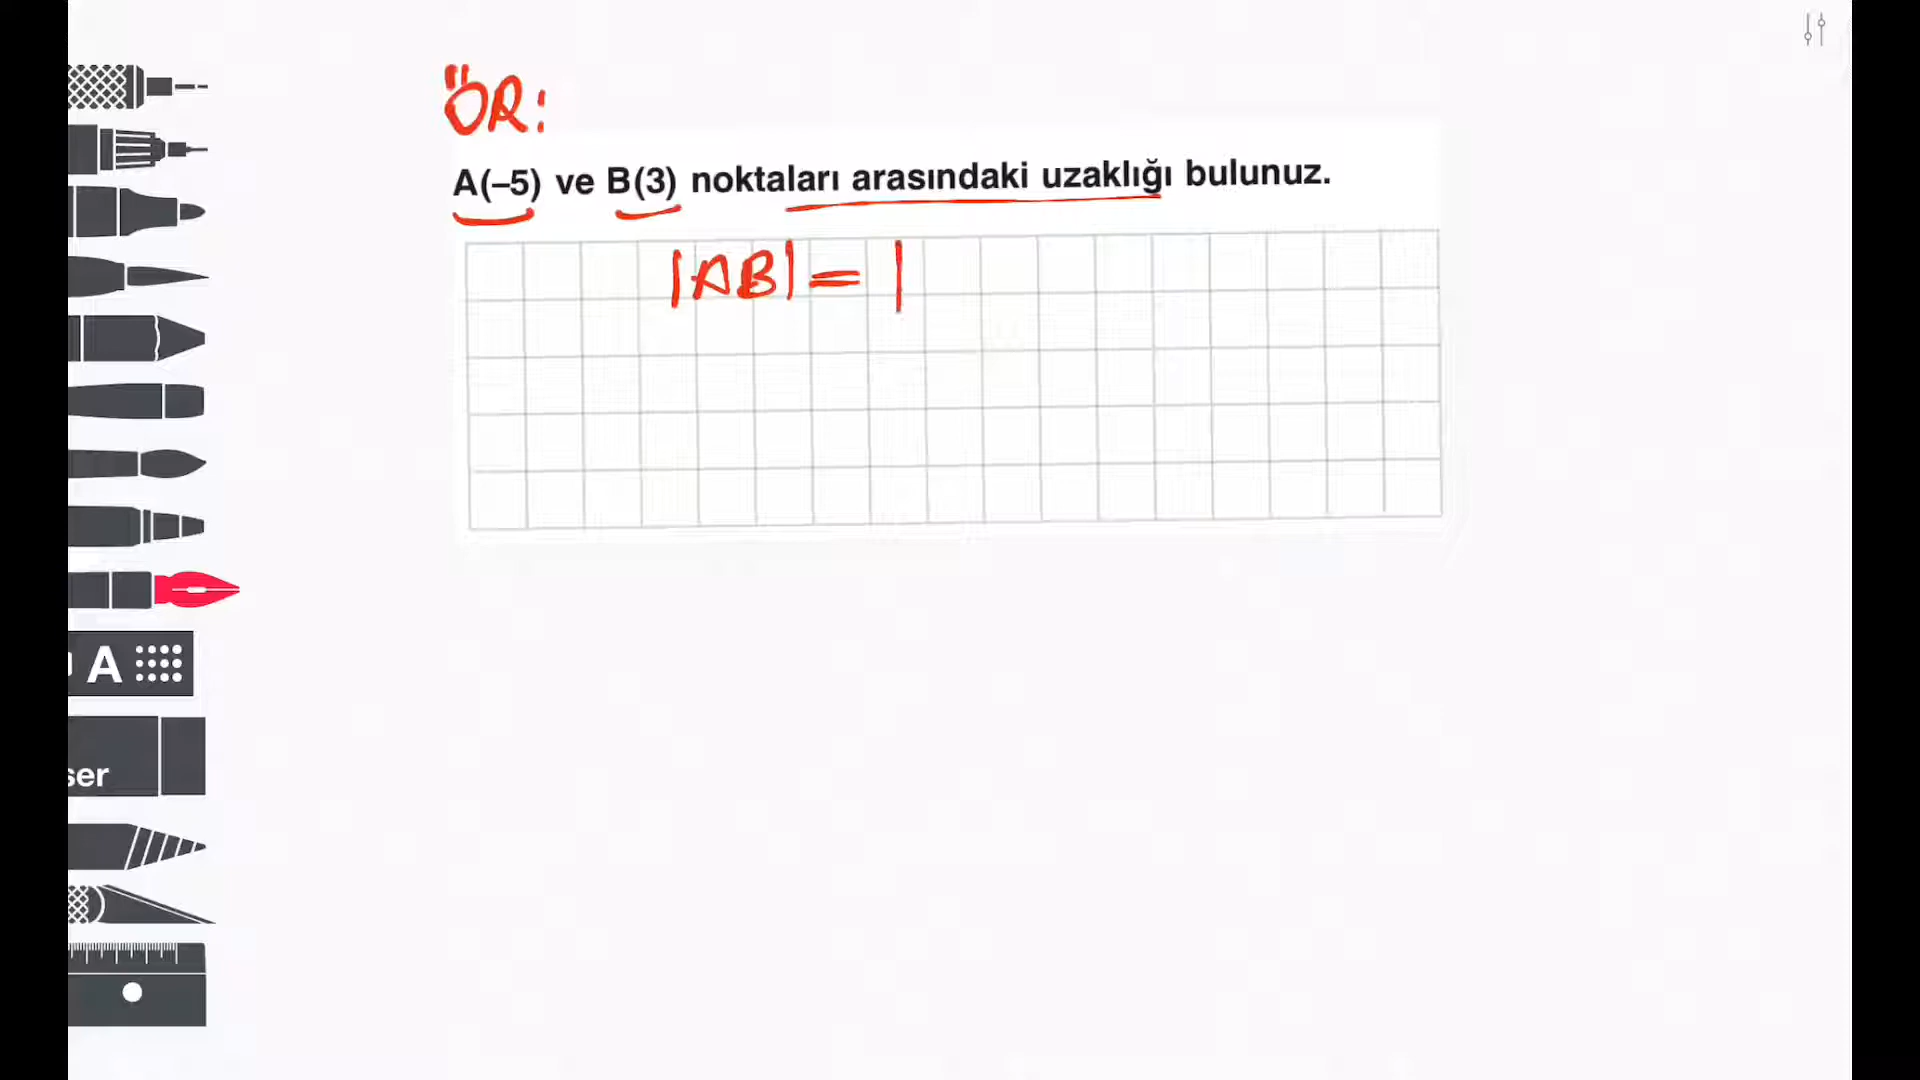 ÖR:
A(–5) ve B(3) noktaları arasındaki uzaklığı bulunuz.
|AB| = |
A
ser